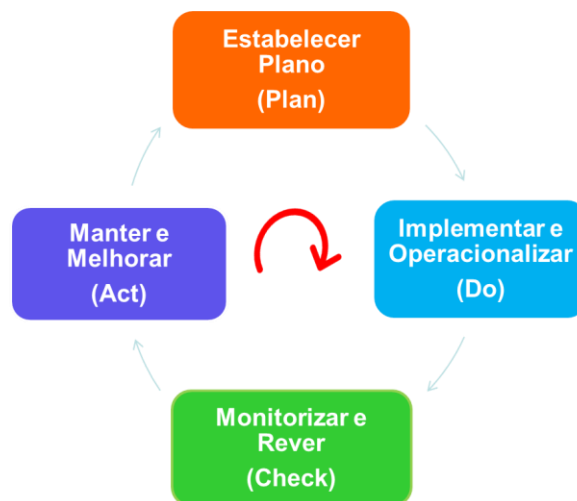 Estabelecer
Plano
(Plan)
Implementar e
Operacionalizar
(Do)
Monitorizar e
Rever
(Check)
Manter e
Melhorar
(Act)